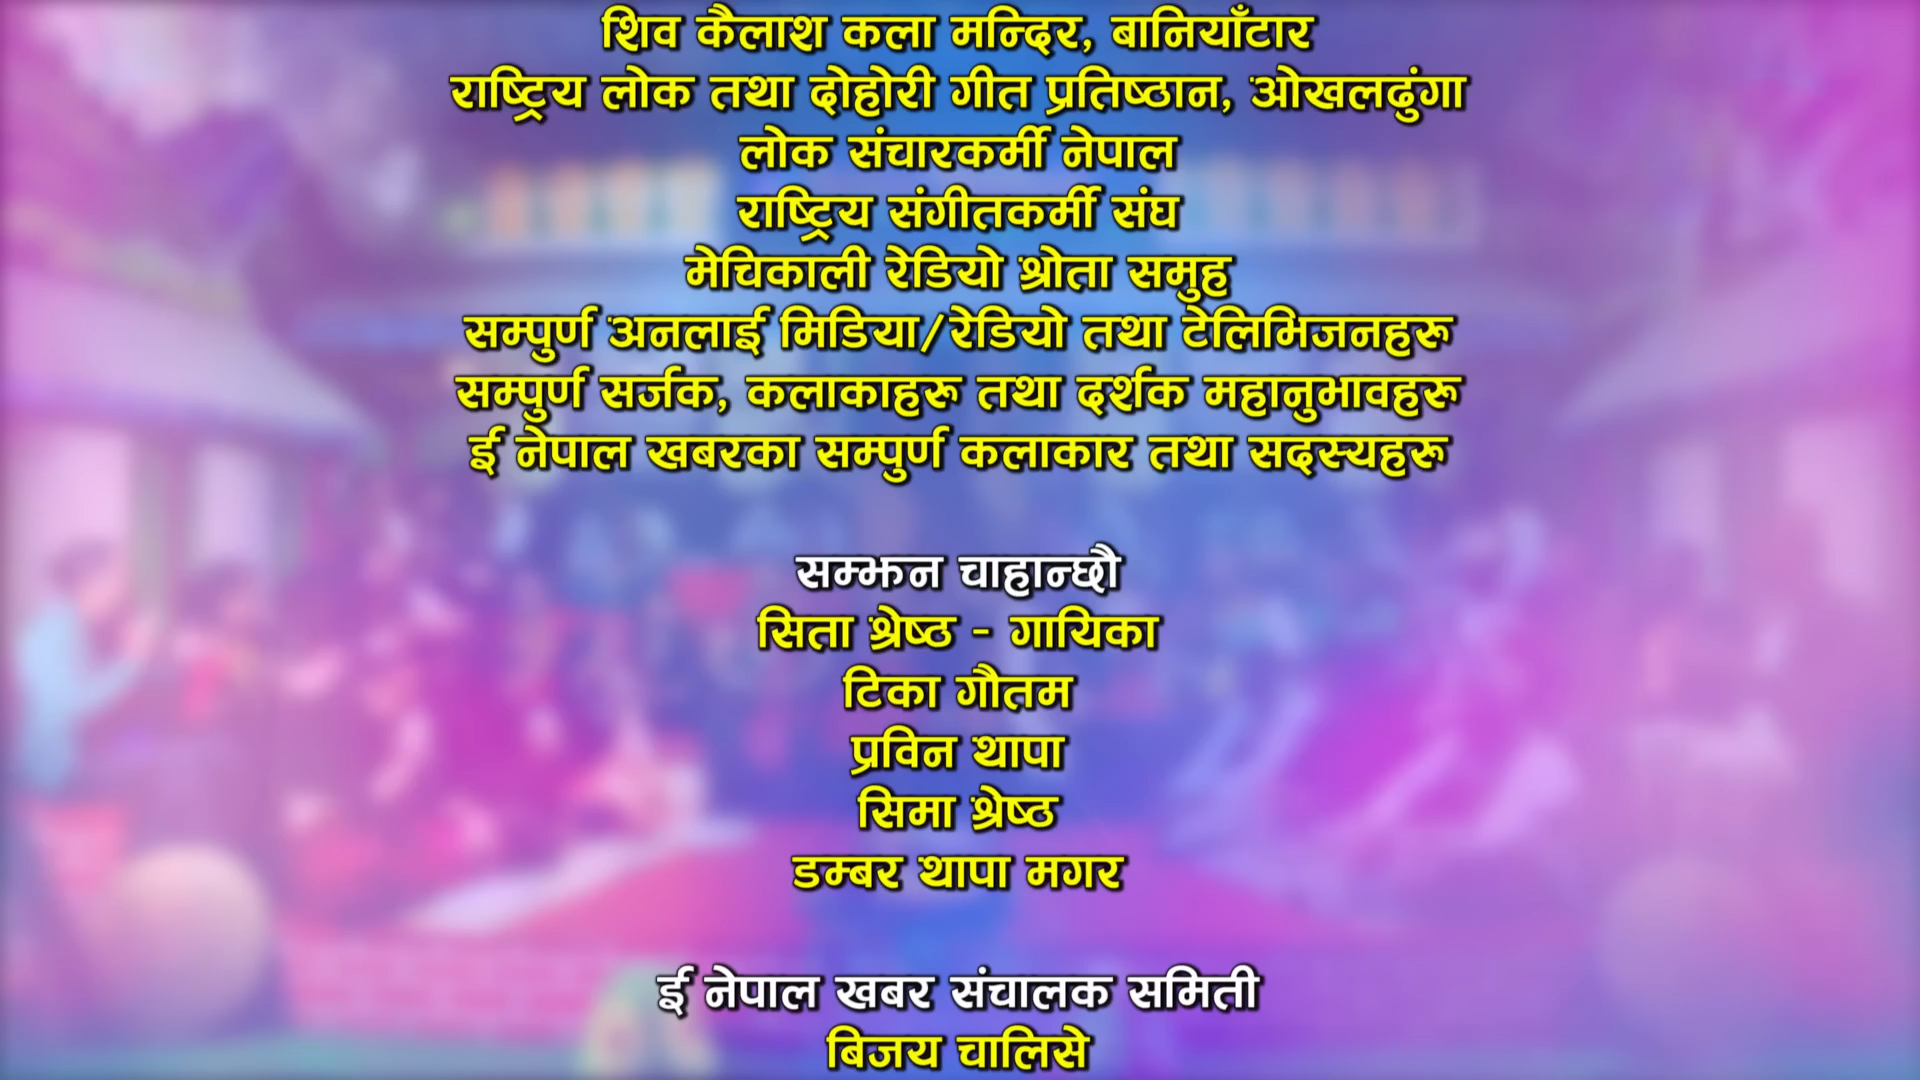 शिव कैलाश कला मन्दिर, बानियाँटार
राष्ट्रिय लोक तथा दोहोरी गीत प्रतिष्ठान, ओखलढुंगा
लोक संचारकर्मी नेपाल
राष्ट्रिय संगीतकर्मी संघ
मेचिकाली रेडियो श्रोता समुह
सम्पुर्ण अनलाई मिडिया/रेडियो तथा टेलिभिजनहरू
सम्पुर्ण सर्जक, कलाकाहरू तथा दर्शक महानुभावहरू
ई नेपाल खबरका सम्पुर्ण कलाकार तथा सदस्यहरू
सम्झन चाहान्छौ
सिता श्रेष्ठ - गायिका
टिका गौतम
प्रविन थापा
सिमा श्रेष्ठ
डम्बर थापा मगर
ई नेपाल खबर संचालक समिती
बिजय चालिसे